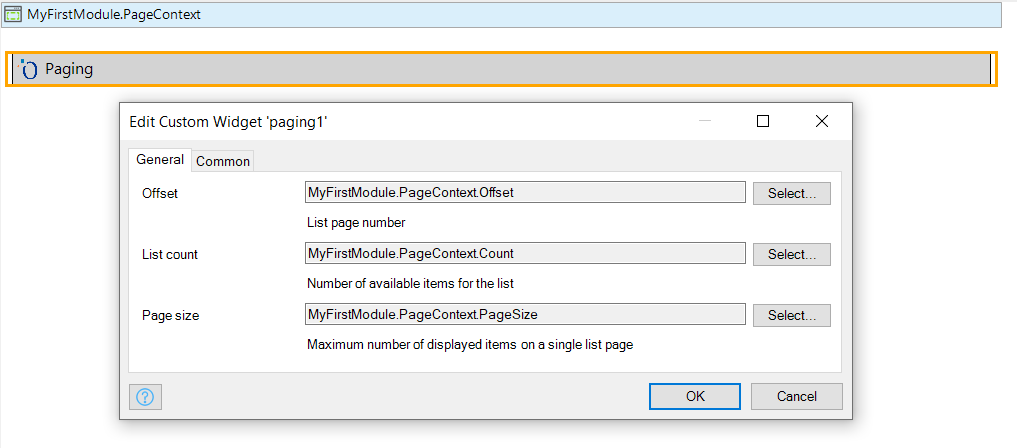 MyFirstModule.PageContext
Paging
Edit Custom Widget 'paging1'
General Common
Offset MyFirstModule.PageContext.Offset Select...
List page number
List count MyFirstModule.PageContext.Count Select...
Number of available items for the list
Page size MyFirstModule.PageContext.PageSize Select...
Maximum number of displayed items on a single list page
? OK Cancel